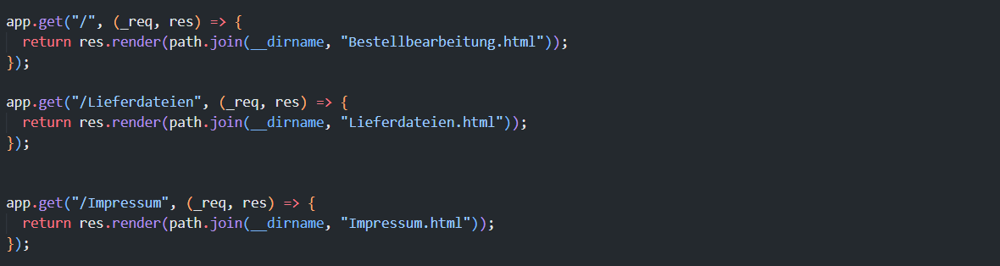 app.get("/", (_req, res) => {
  return res.render(path.join(__dirname, "Bestellbearbeitung.html"));
});
app.get("/Lieferdateien", (_req, res) => {
  return res.render(path.join(__dirname, "Lieferdateien.html"));
});
app.get("/Impressum", (_req, res) => {
  return res.render(path.join(__dirname, "Impressum.html"));
});